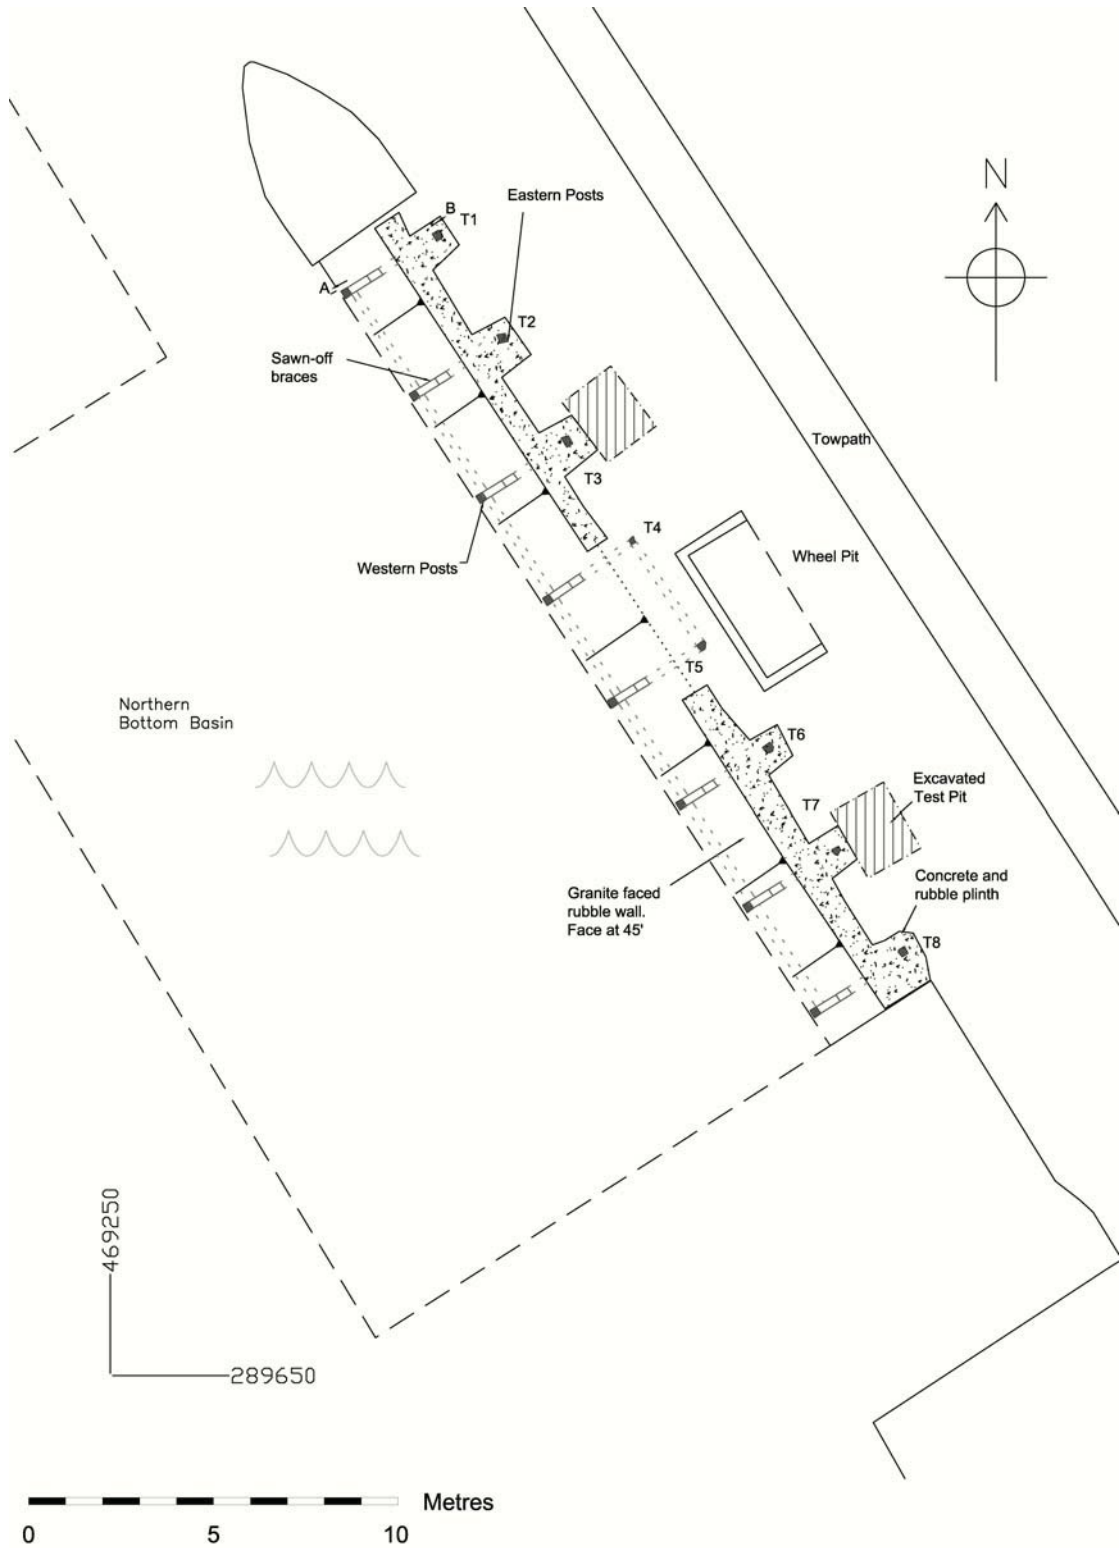 N
Eastern Posts
B
T1
A
T2
Sawn-off
braces
Towpath
T3
T4
Wheel Pit
Western Posts
T5
Northern
Bottom Basin
T6
Excavated
Test Pit
T7
Granite faced
rubble wall.
Face at 45'
Concrete and
rubble plinth
T8
469250
289650
Metres
0 5 10